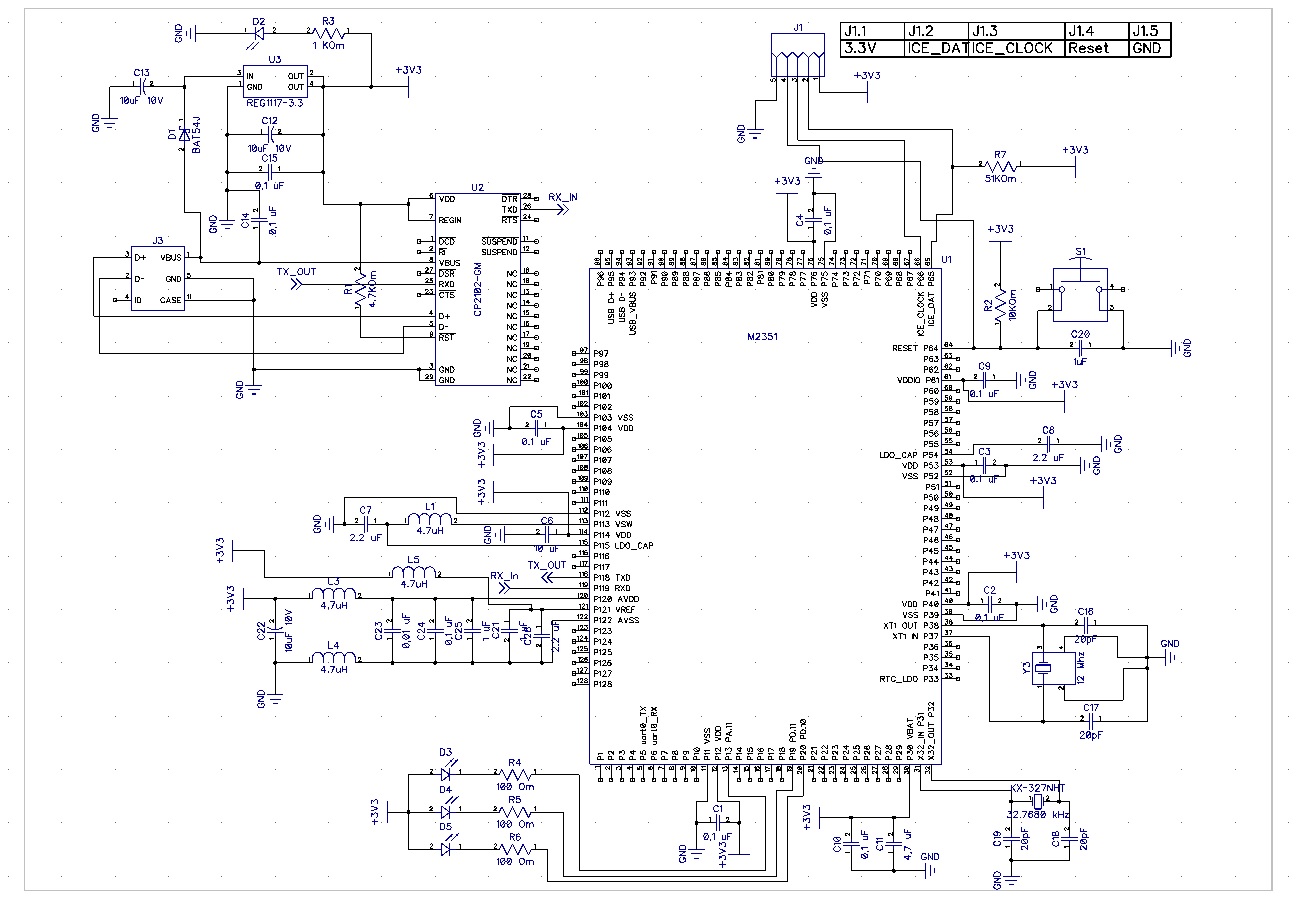 D2
R3
1 KOm
GND
U3
IN OUT
GND OUT
REG1117-3.3
+3V3
C13
10uF 10V
GND
D1
BAT54J
C12
10uF 10V
C15
0,1 uF
GND
C14
0,1 uF
J3
D+ VBUS
D- GND
ID CASE
GND
TX_OUT
R1
4.7KOm
U2
CP2102-GM
VDD
REGIN
DCD
RI
VBUS
DSR
RXD
CTS
D+
D-
RST
GND
GND
DTR
TXD
RTS
SUSPEND
SUSPEND
NC
NC
NC
NC
NC
NC
NC
NC
NC
NC
NC
RX_IN
J1
J1.1 J1.2 J1.3 J1.4 J1.5
3.3V ICE_DAT ICE_CLOCK Reset GND
+3V3
GND
GND
+3V3
C4
0,1 uF
R7
51KOm
+3V3
+3V3
R2
10KOm
S1
C20
1uF
GND
U1
M2351
P96
P95 USB D+
P94 USB D-
P93 USB_VBUS
P92
P91
P90
P89
P88
P87
P86
P85
P84
P83
P82
P81
P80
P79
P78
P77
P76 VDD
P75 VSS
P74
P73
P72
P71
P70
P69
P68
P67
P66 ICE_CLOCK
P65 ICE_DAT
P97
P98
P99
P100
P101
P102
P103 VSS
P104 VDD
P105
P106
P107
P108
P109
P110
P111
P112 VSS
P113 VSW
P114 VDD
P115 LDO_CAP
P116
P117
P118 TXD
P119 RXD
P120 AVDD
P121 VREF
P122 AVSS
P123
P124
P125
P126
P127
P128
RESET P64
P63
P62
VDDIO P61
P60
P59
P58
P57
P56
P55
LDO_CAP P54
VDD P53
VSS P52
P51
P50
P49
P48
P47
P46
P45
P44
P43
P42
P41
VDD P40
VSS P39
XT1 OUT P38
XT1 IN P37
P36
P35
P34
RTC_LDO P33
P1
P2
P3
P4
P5 uart0_TX
P6 uart0_RX
P7
P8
P9
P10
P11 VSS
P12 VDD
P13 PA.11
P14
P15
P16
P17
P18
P19 PD.11
P20 PD.10
P21
P22
P23
P24
P25
P26
P27
P28
P29
P30 VBAT
X32_IN P31
X32_OUT P32
C9
0.1 uF
GND
+3V3
C8
2.2 uF
GND
C3
0.1 uF
GND
+3V3
+3V3
C2
0.1 uF
GND
C16
20pF
Y3
12 Mhz
GND
C17
20pF
C5
0.1 uF
GND
+3V3
+3V3
GND
C7
2.2 uF
L1
4.7uH
GND
C6
10 uF
+3V3
L5
4.7uH
RX_In
TX_OUT
+3V3
L3
4.7uH
C22
10uF 10V
C23
0,01 uF
C24
0,1 uF
C25
1 uF
C21
2.2 uF
L4
4.7uH
GND
D3
R4
100 Om
D4
+3V3
R5
100 Om
D5
R6
100 Om
C1
0,1 uF
GND
+3V3
+3V3
C10
0,1 uF
C11
4,7 uF
GND
KX-327NHT
32.7680 kHz
C19
20pF
C18
20pF
GND